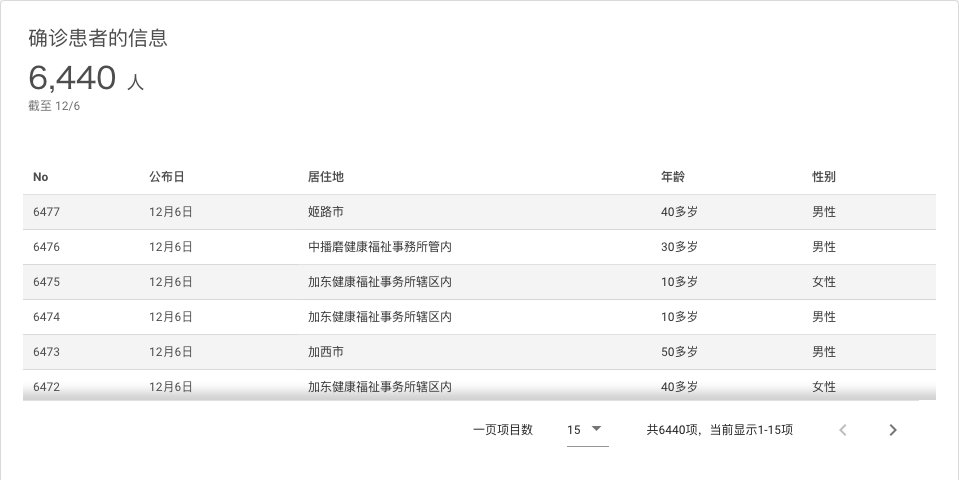 确诊患者的信息
6,440 人
截至 12/6
No 公布日 居住地 年龄 性别
6477 12月6日 姬路市 40多岁 男性
6476 12月6日 中播磨健康福祉事務所管内 30多岁 男性
6475 12月6日 加东健康福祉事务所辖区内 10多岁 女性
6474 12月6日 加东健康福祉事务所辖区内 10多岁 男性
6473 12月6日 加西市 50多岁 男性
6472 12月6日 加东健康福祉事务所辖区内 40多岁 女性
一页项目数 15 共6440项，当前显示1-15项